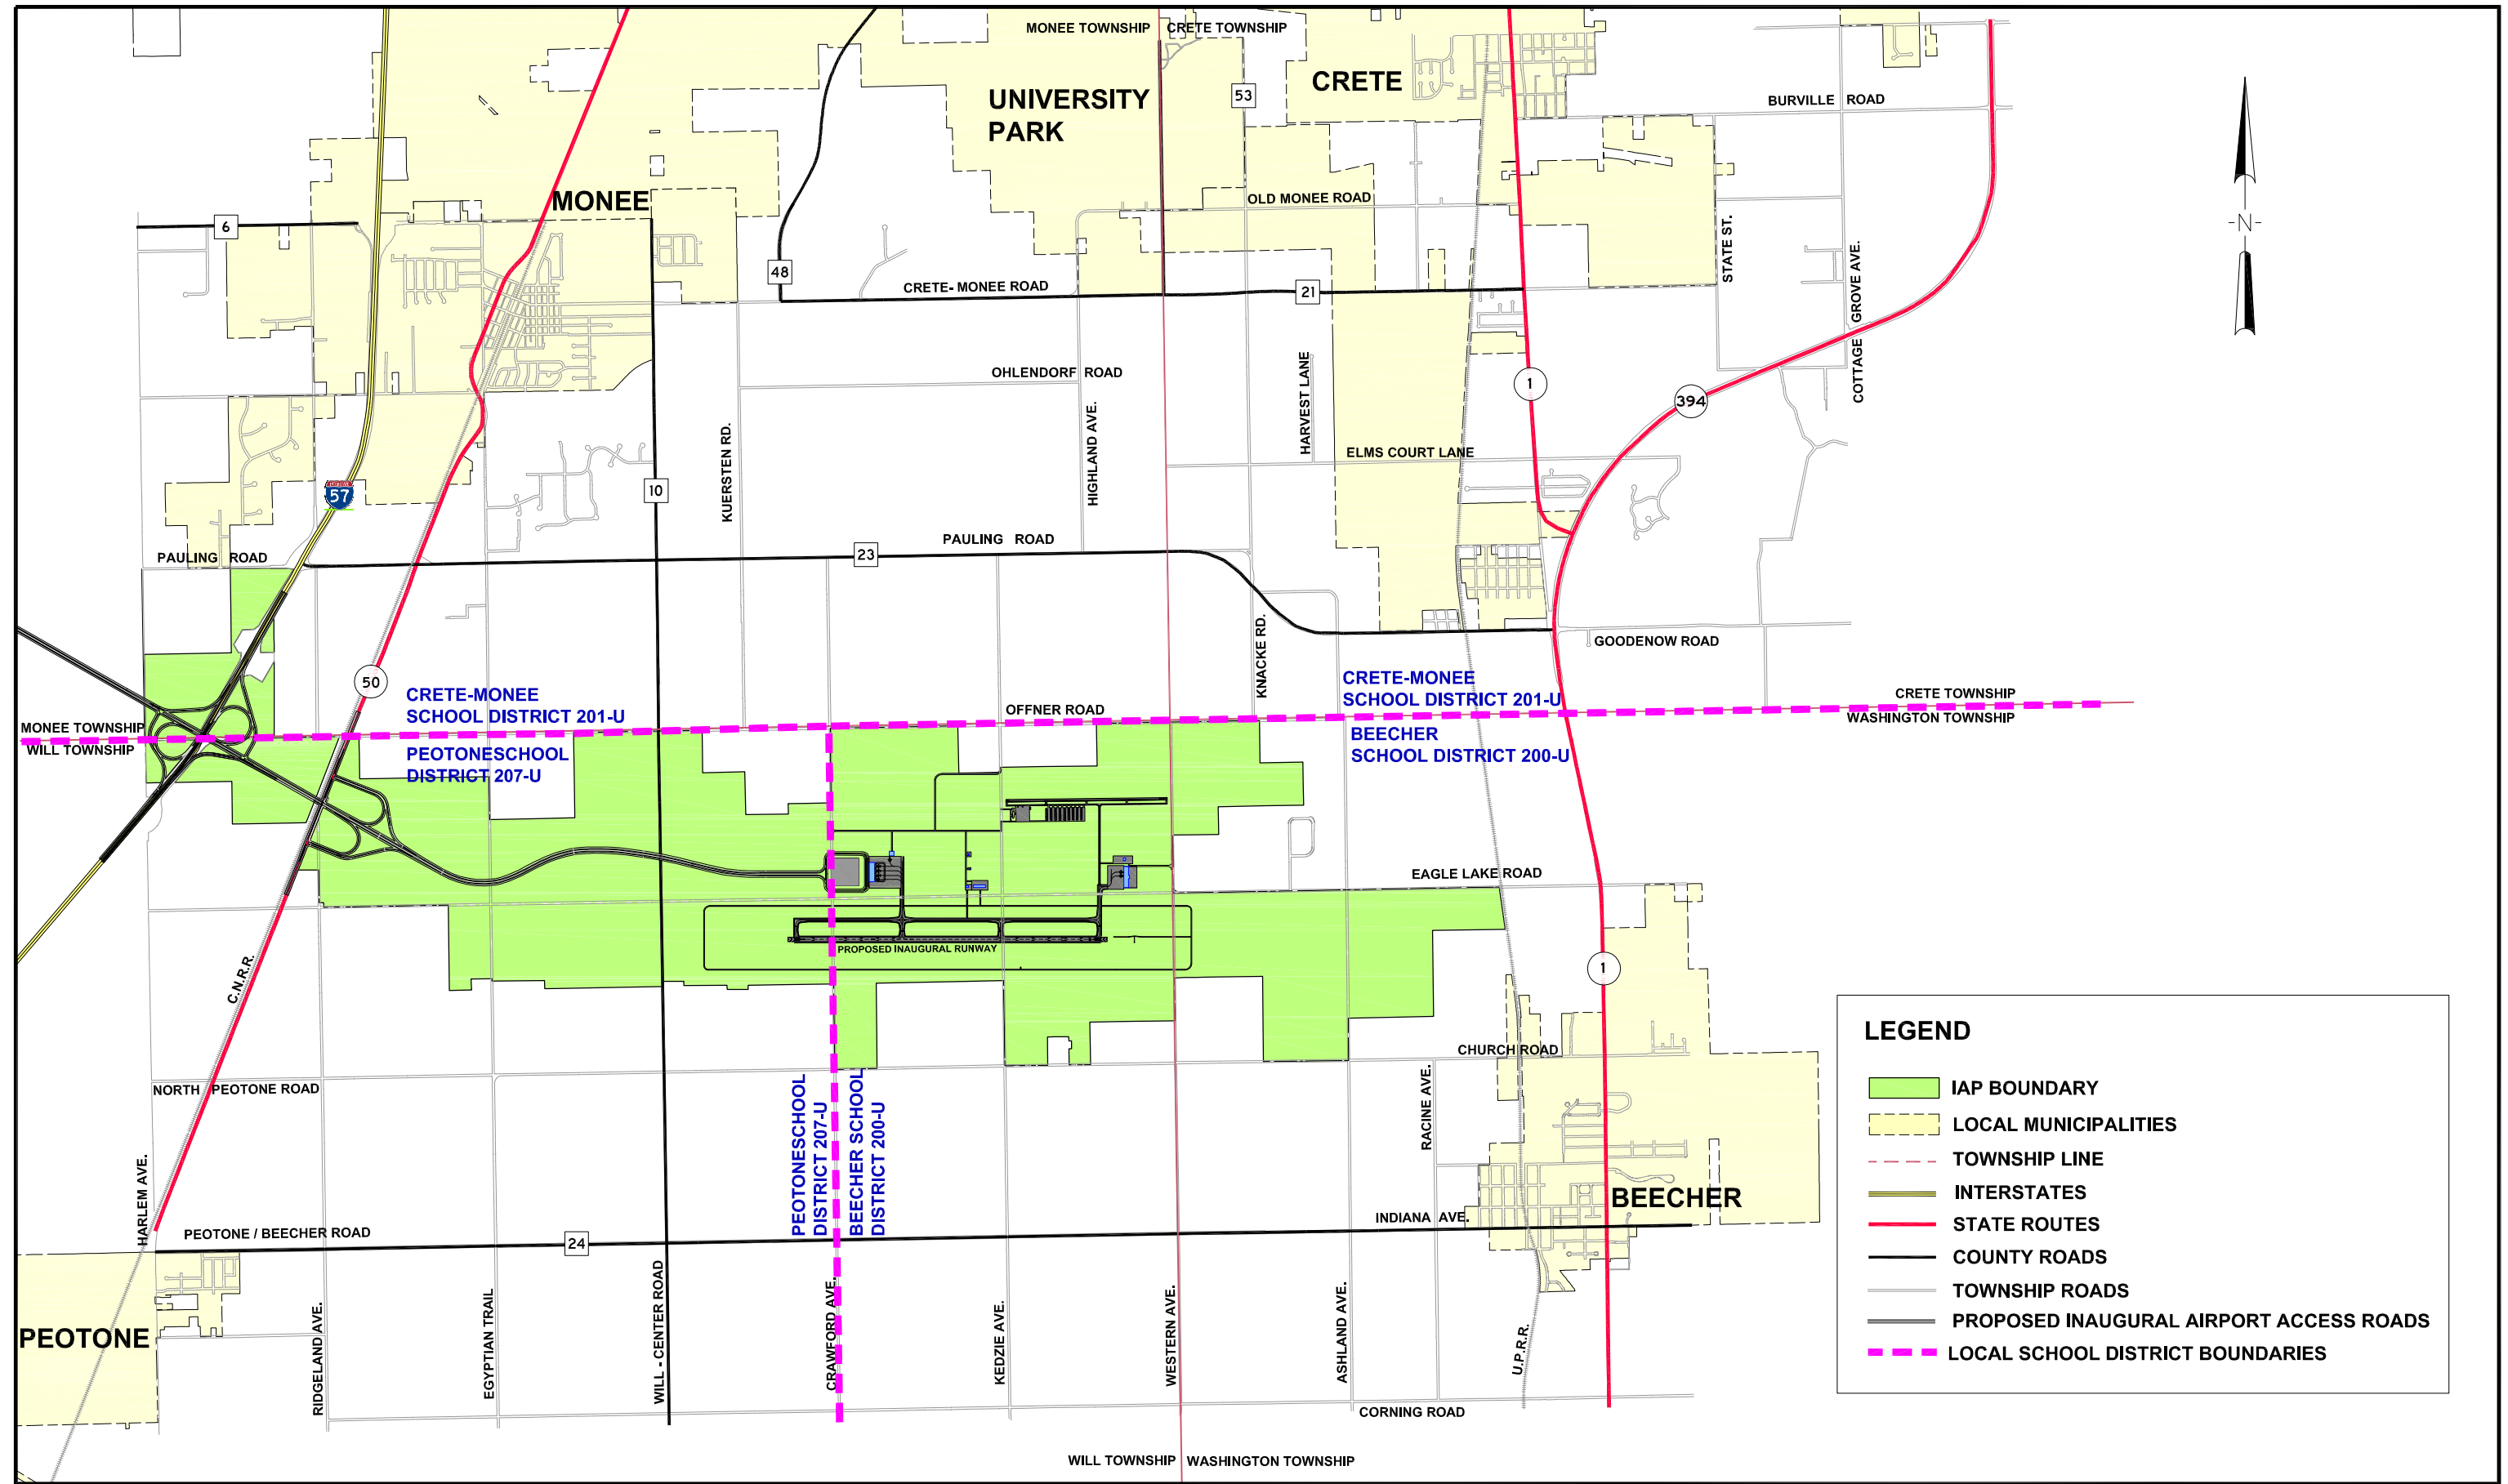 MONEE TOWNSHIP
CRETE TOWNSHIP
CRETE
UNIVERSITY
PARK
53
BURVILLE ROAD
MONEE
OLD MONEE ROAD
6
-N-
STATE ST.
COTTAGE GROVE AVE.
48
CRETE- MONEE ROAD
21
OHLENDORF ROAD
HARVEST LANE
1
394
HIGHLAND AVE.
KUERSTEN RD.
ELMS COURT LANE
57
10
PAULING ROAD
23
PAULING ROAD
KNACKE RD.
GOODENOW ROAD
50
CRETE-MONEE
SCHOOL DISTRICT 201-U
CRETE-MONEE
SCHOOL DISTRICT 201-U
OFFNER ROAD
CRETE TOWNSHIP
WASHINGTON TOWNSHIP
MONEE TOWNSHIP
WILL TOWNSHIP
PEOTONESCHOOL
DISTRICT 207-U
BEECHER
SCHOOL DISTRICT 200-U
EAGLE LAKE ROAD
PROPOSED INAUGURAL RUNWAY
C.N.R.R.
1
CHURCH ROAD
NORTH PEOTONE ROAD
PEOTONESCHOOL
DISTRICT 207-U
BEECHER SCHOOL
DISTRICT 200-U
RACINE AVE.
HARLEM AVE.
BEECHER
INDIANA AVE.
PEOTONE / BEECHER ROAD
24
PEOTONE
RIDGELAND AVE.
EGYPTIAN TRAIL
WILL - CENTER ROAD
CRAWFORD AVE.
KEDZIE AVE.
WESTERN AVE.
ASHLAND AVE.
U.P.R.R.
CORNING ROAD
WILL TOWNSHIP
WASHINGTON TOWNSHIP
LEGEND
IAP BOUNDARY
LOCAL MUNICIPALITIES
TOWNSHIP LINE
INTERSTATES
STATE ROUTES
COUNTY ROADS
TOWNSHIP ROADS
PROPOSED INAUGURAL AIRPORT ACCESS ROADS
LOCAL SCHOOL DISTRICT BOUNDARIES